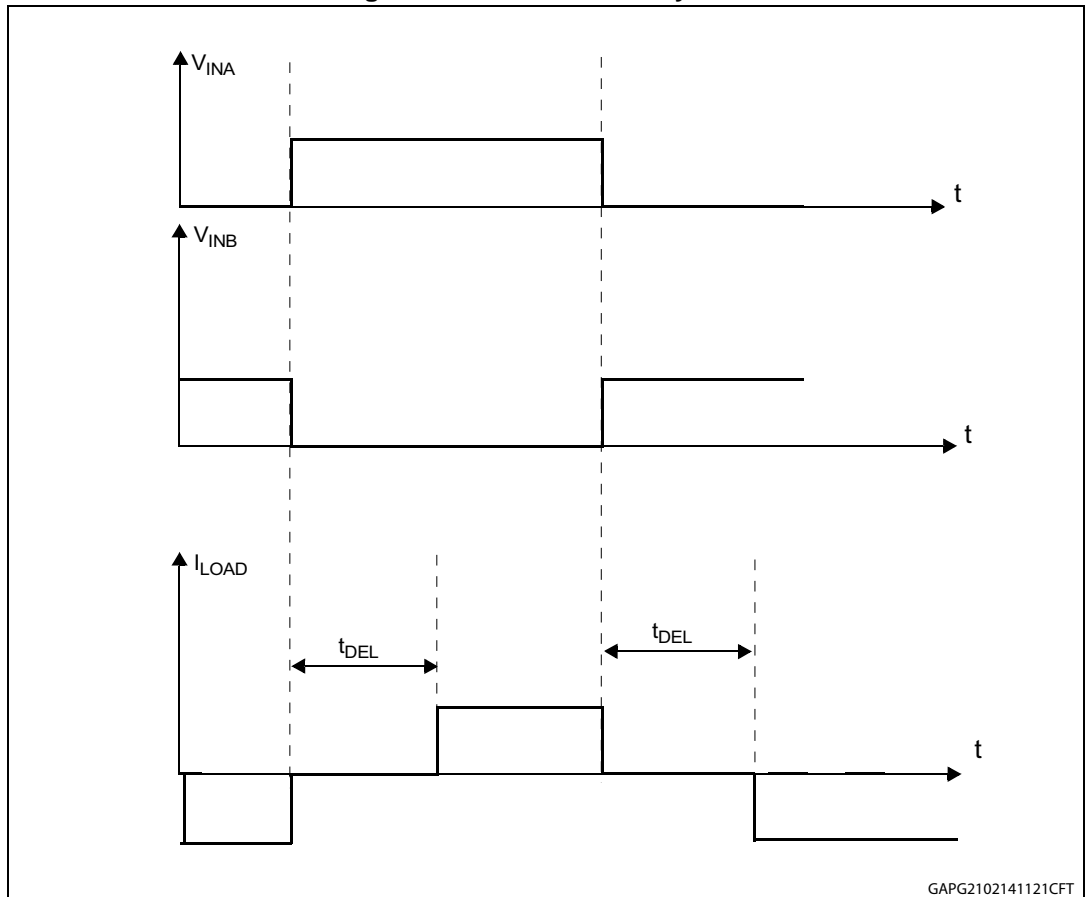 V_INA
t
V_INB
t
I_LOAD
t_DEL
t_DEL
t
GAPG2102141121CFT